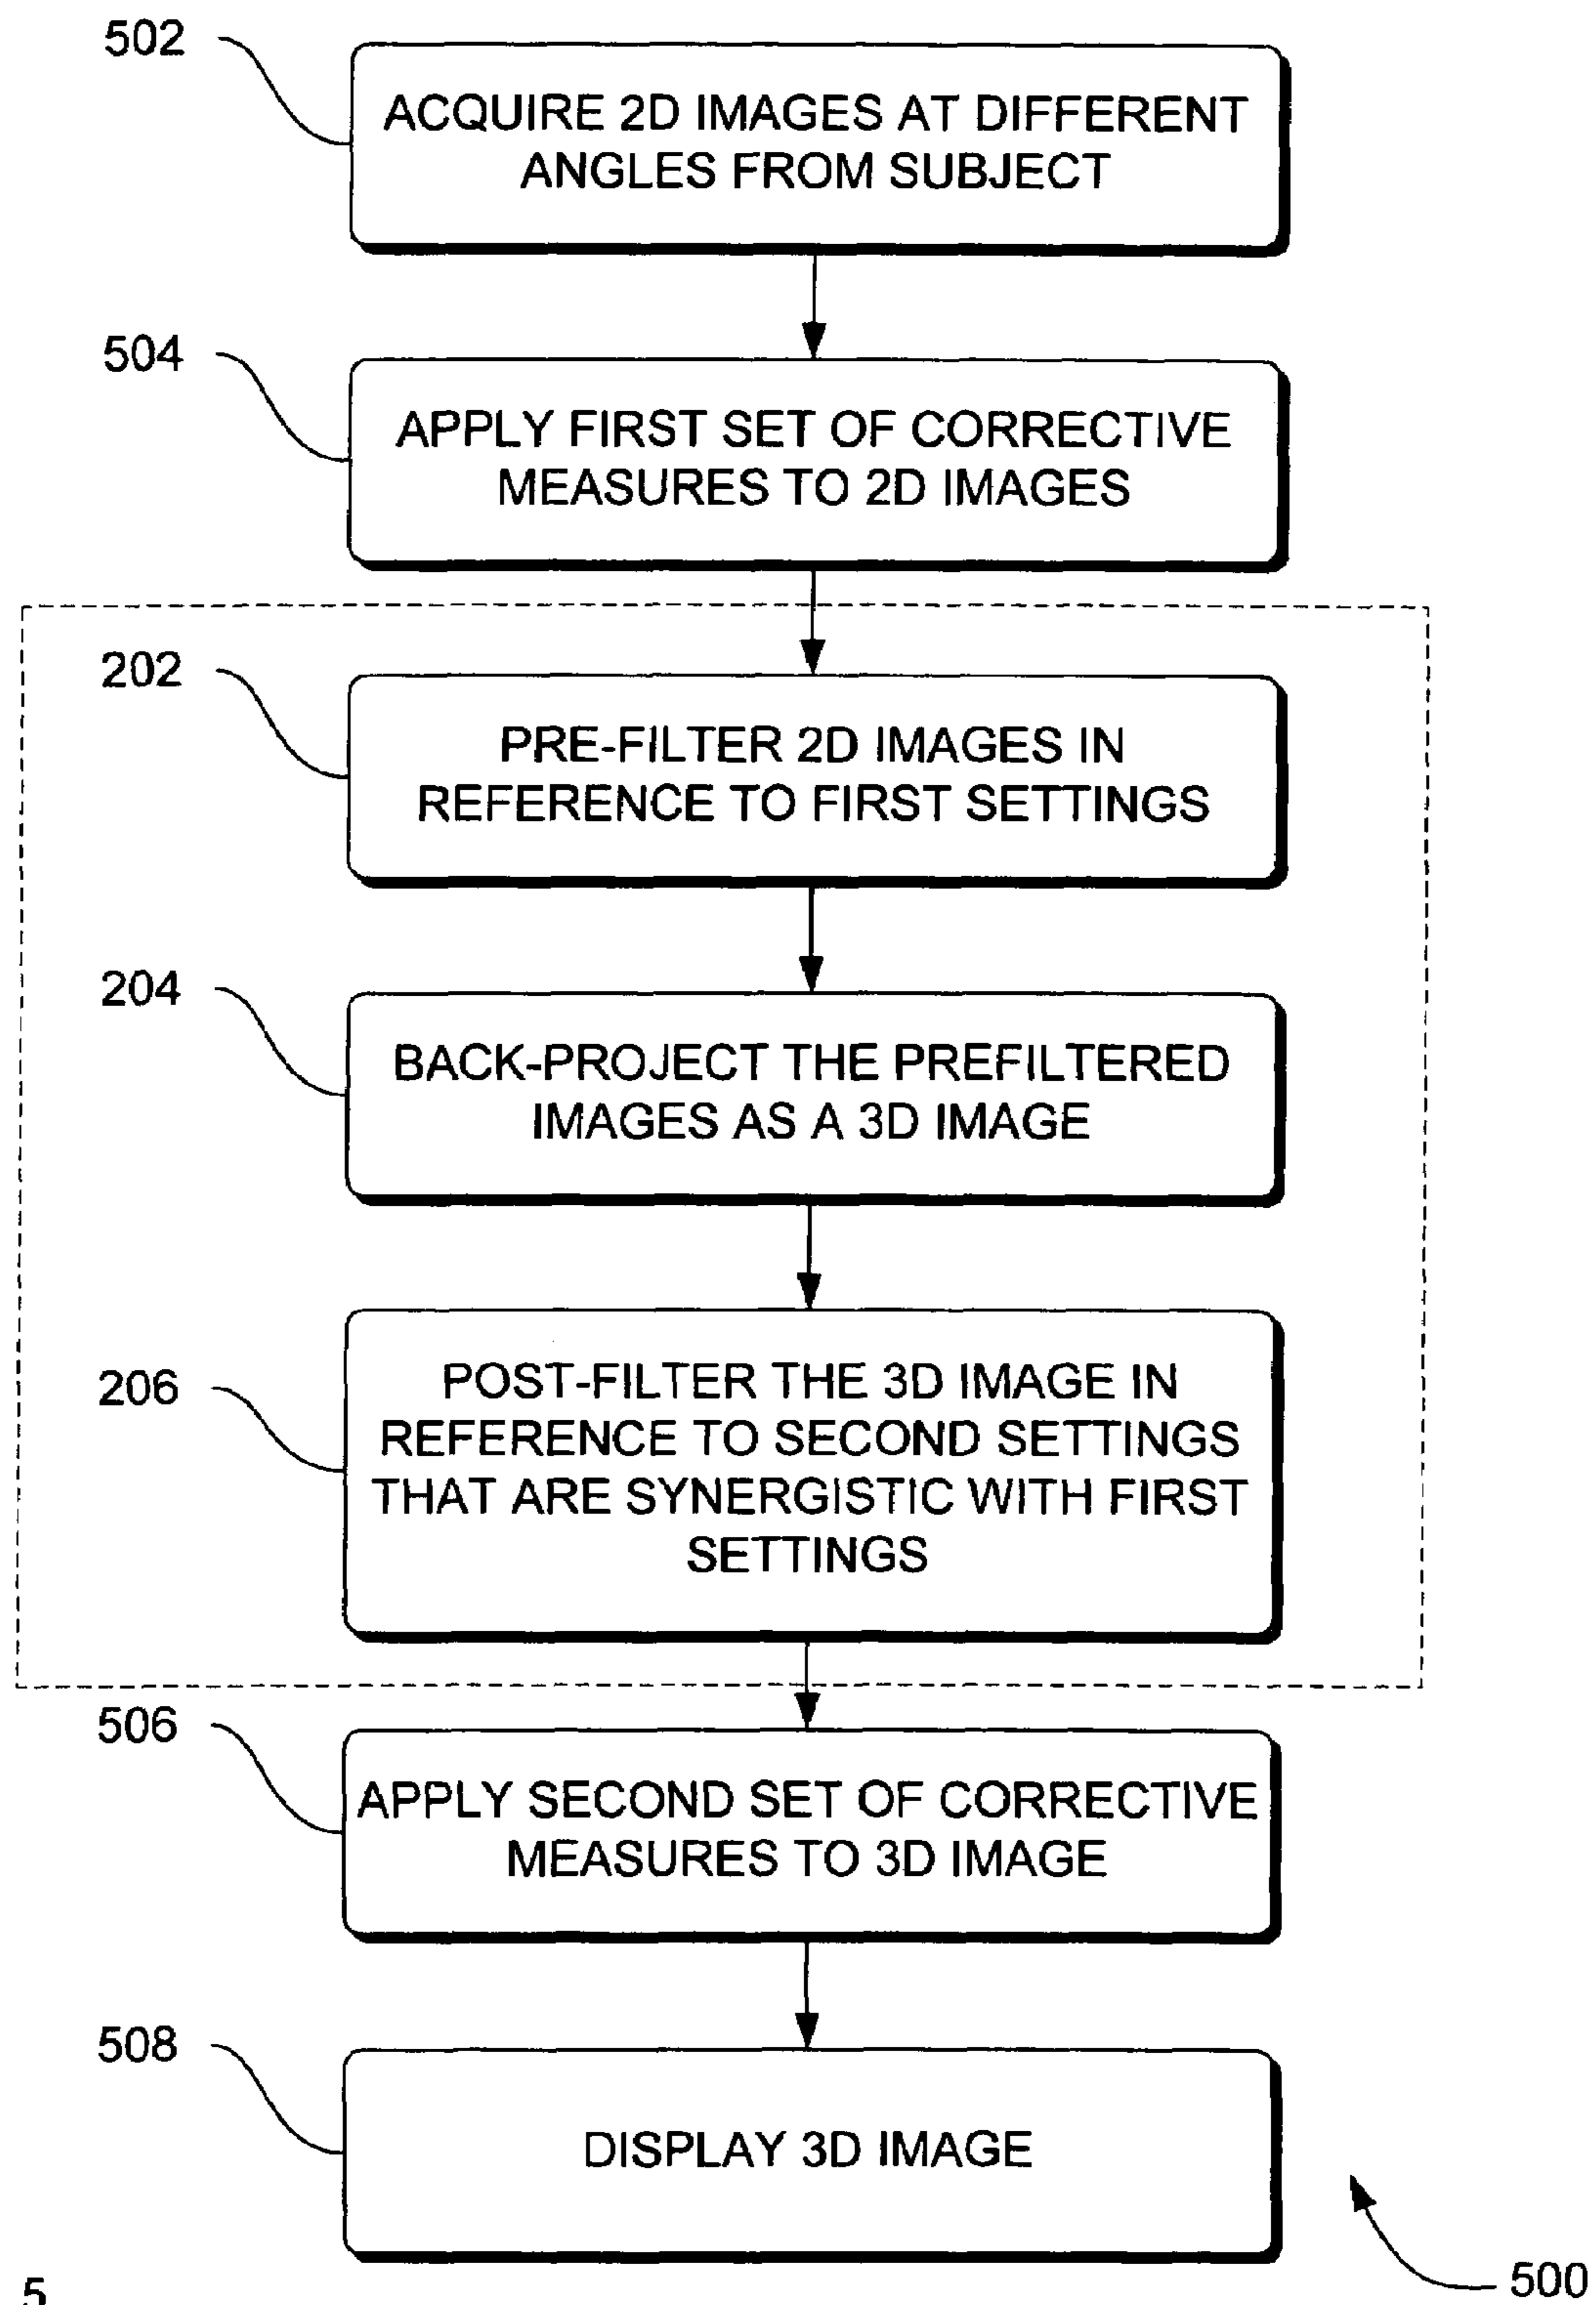 502
ACQUIRE 2D IMAGES AT DIFFERENT
ANGLES FROM SUBJECT
504
APPLY FIRST SET OF CORRECTIVE
MEASURES TO 2D IMAGES
202
PRE-FILTER 2D IMAGES IN
REFERENCE TO FIRST SETTINGS
204
BACK-PROJECT THE PREFILTERED
IMAGES AS A 3D IMAGE
206
POST-FILTER THE 3D IMAGE IN
REFERENCE TO SECOND SETTINGS
THAT ARE SYNERGISTIC WITH FIRST
SETTINGS
506
APPLY SECOND SET OF CORRECTIVE
MEASURES TO 3D IMAGE
508
DISPLAY 3D IMAGE
500
5